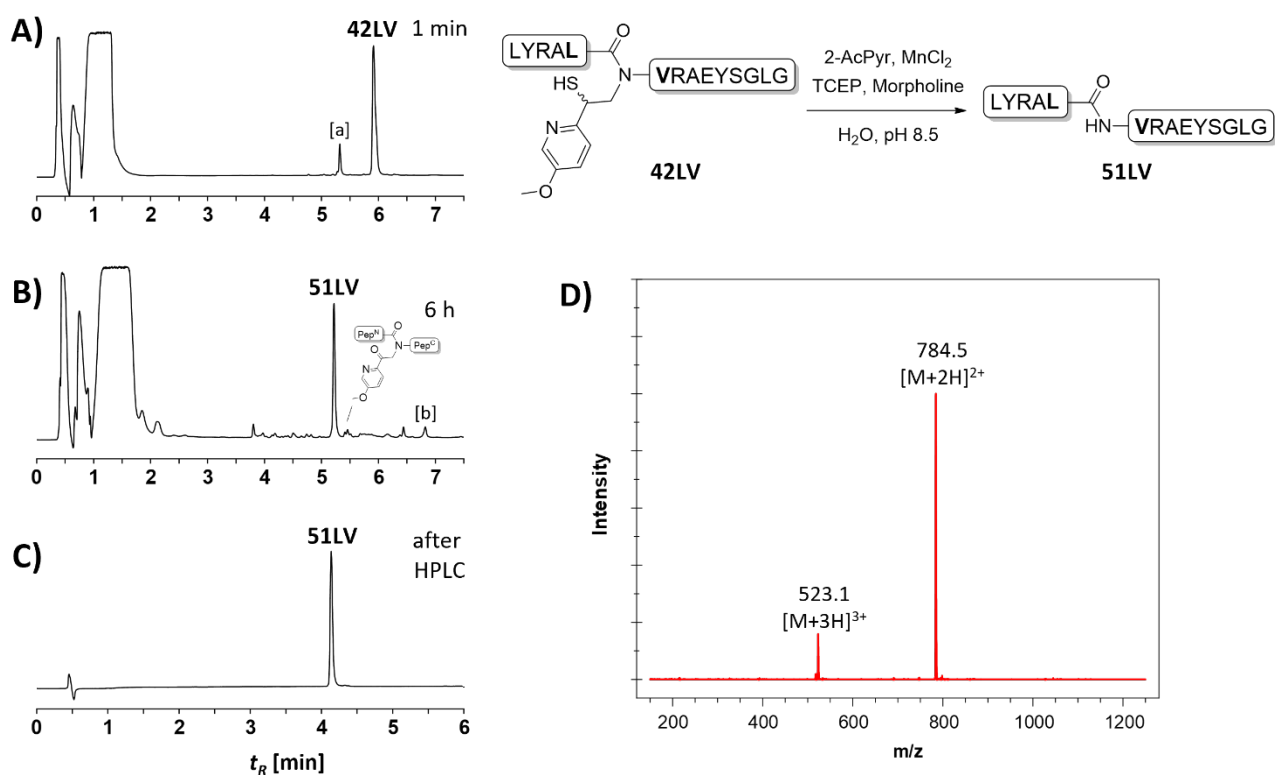 A)
42LV
1 min
[a]
0 1 2 3 4 5 6 7
LYRAL
O
N
VRAEYSGLG
HS
N
O
42LV
2-AcPyr, MnCl2
TCEP, Morpholine
H2O, pH 8.5
LYRAL
O
HN
VRAEYSGLG
51LV
B)
51LV
6 h
PepN
O
O
N
PepC
N
O
[b]
0 1 2 3 4 5 6 7
C)
51LV
after
HPLC
0 1 2 3 4 5 6
tR [min]
D)
Intensity
784.5
[M+2H]2+
523.1
[M+3H]3+
200 400 600 800 1000 1200
m/z